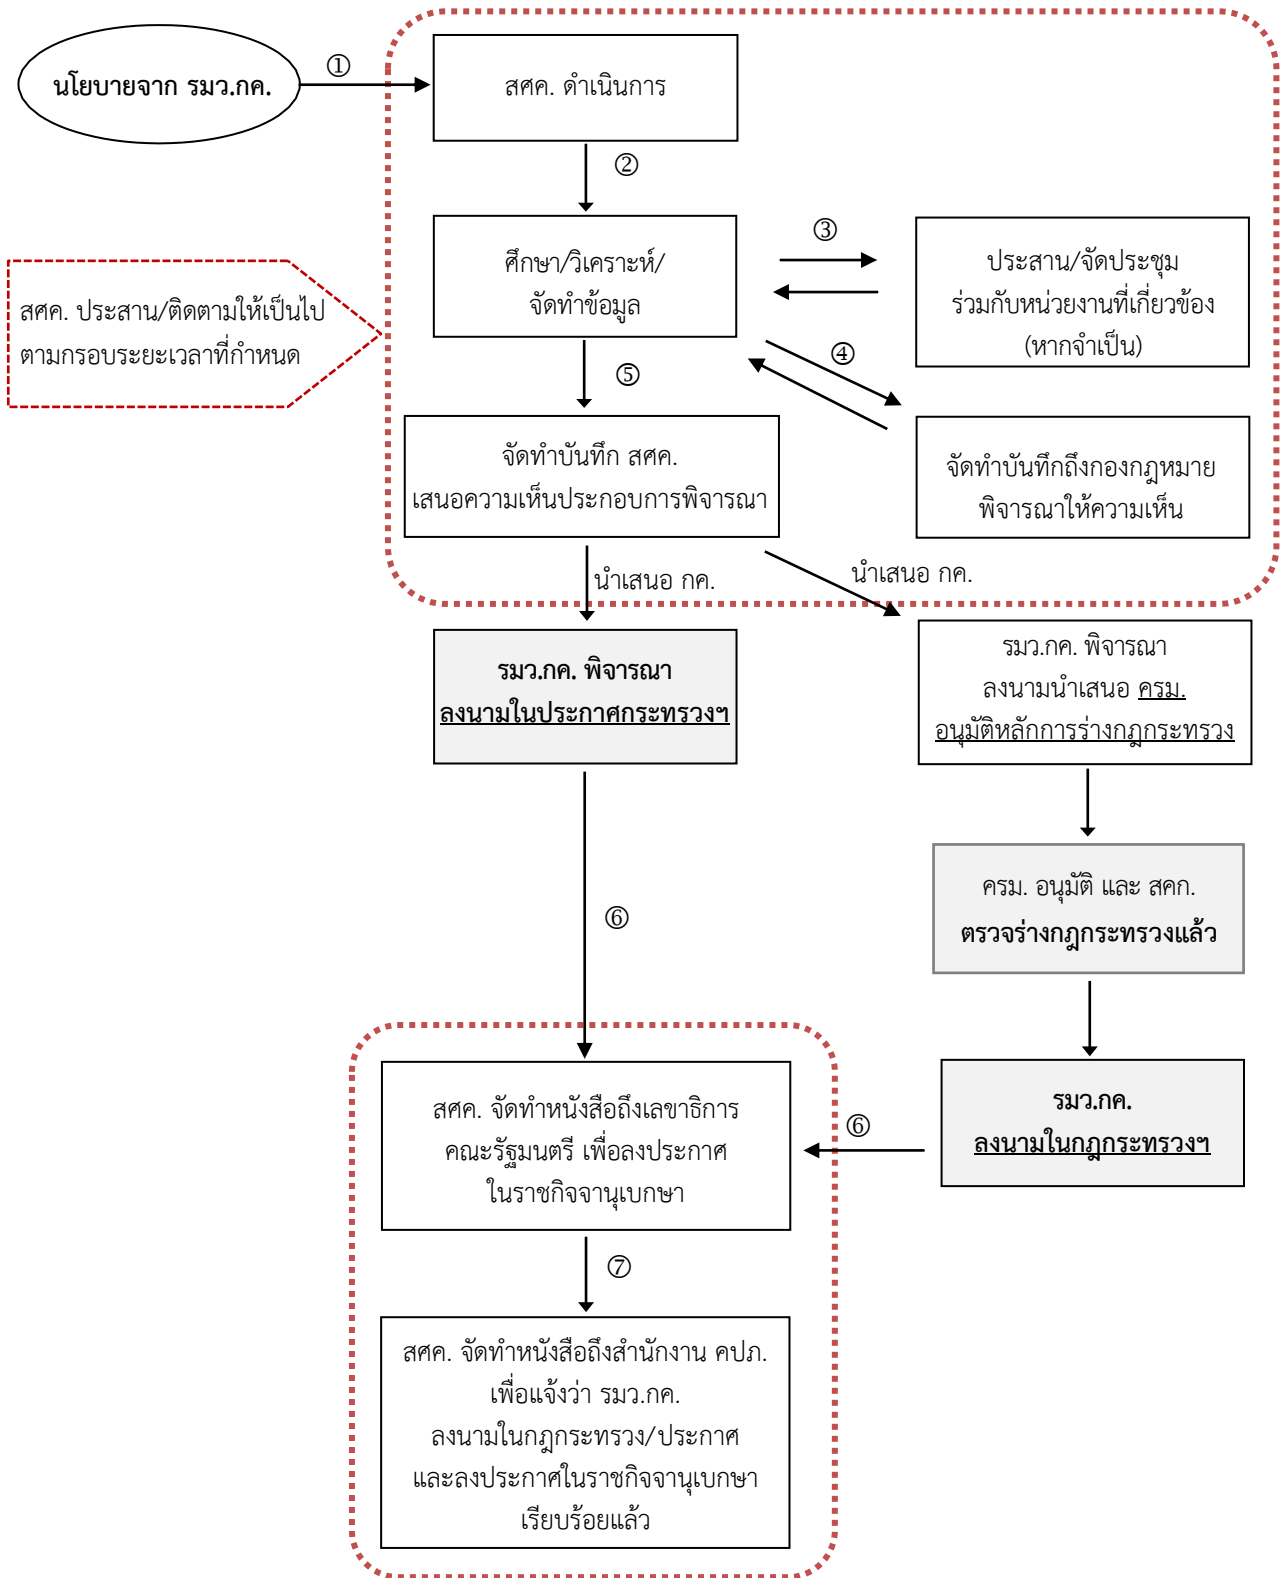 นโยบายจาก รมว.กค.
①
สศค. ดำเนินการ
②
ศึกษา/วิเคราะห์/
จัดทำข้อมูล
③
ประสาน/จัดประชุม
ร่วมกับหน่วยงานที่เกี่ยวข้อง
(หากจำเป็น)
สศค. ประสาน/ติดตามให้เป็นไป
ตามกรอบระยะเวลาที่กำหนด
④
⑤
จัดทำบันทึก สศค.
เสนอความเห็นประกอบการพิจารณา
จัดทำบันทึกถึงกองกฎหมาย
พิจารณาให้ความเห็น
นำเสนอ กค.
นำเสนอ กค.
รมว.กค. พิจารณา
ลงนามในประกาศกระทรวงฯ
รมว.กค. พิจารณา
ลงนามนำเสนอ ครม.
อนุมัติหลักการร่างกฎกระทรวง
ครม. อนุมัติ และ สคก.
ตรวจร่างกฎกระทรวงแล้ว
⑥
รมว.กค.
ลงนามในกฎกระทรวงฯ
⑥
สศค. จัดทำหนังสือถึงเลขาธิการ
คณะรัฐมนตรี เพื่อลงประกาศ
ในราชกิจจานุเบกษา
⑦
สศค. จัดทำหนังสือถึงสำนักงาน คปภ.
เพื่อแจ้งว่า รมว.กค.
ลงนามในกฎกระทรวง/ประกาศ
และลงประกาศในราชกิจจานุเบกษา
เรียบร้อยแล้ว